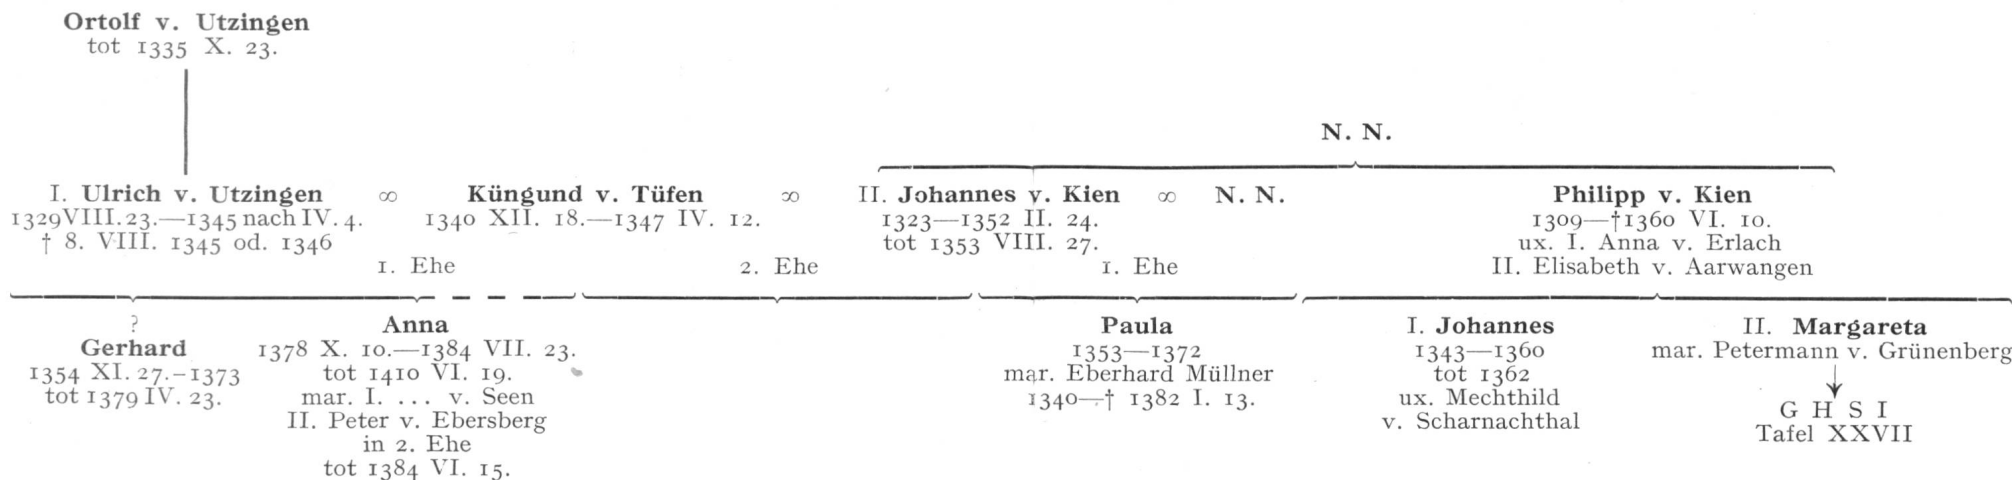 Ortolf v. Utzingen
tot 1335 X. 23.
N. N.
I. Ulrich v. Utzingen ∞ Küngund v. Tüfen ∞ II. Johannes v. Kien ∞ N. N. Philipp v. Kien
1329 VIII. 23.—1345 nach IV. 4. 1340 XII. 18.—1347 IV. 12. 1323—1352 II. 24. 1309—†1360 VI. 10.
† 8. VIII. 1345 od. 1346 tot 1353 VIII. 27. ux. I. Anna v. Erlach
1. Ehe 2. Ehe 1. Ehe II. Elisabeth v. Aarwangen
? Anna Paula I. Johannes II. Margareta
Gerhard 1378 X. 10.—1384 VII. 23. 1353—1372 1343—1360 mar. Petermann v. Grünenberg
1354 XI. 27.-1373 tot 1410 VI. 19. mar. Eberhard Müllner tot 1362
tot 1379 IV. 23. mar. I. ... v. Seen 1340—† 1382 I. 13. ux. Mechthild G H S I
II. Peter v. Ebersberg v. Scharnachthal Tafel XXVII
in 2. Ehe
tot 1384 VI. 15.